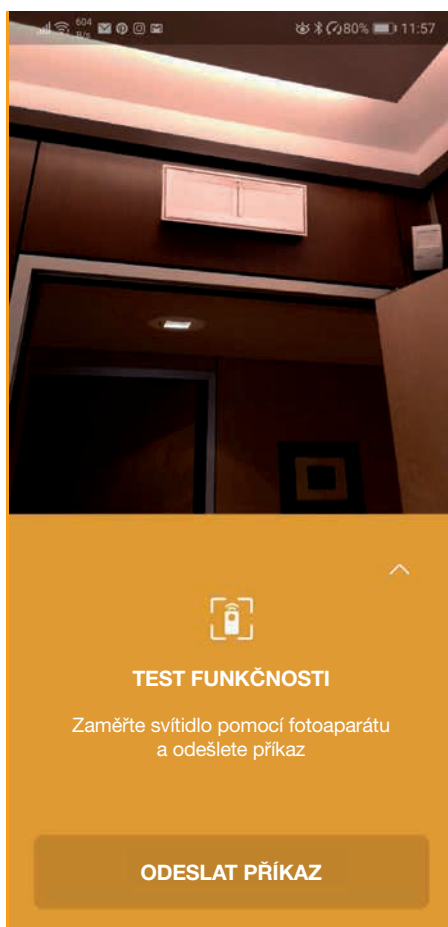 604
B/s
80%
11:57
TEST FUNKČNOSTI
Zaměřte svítidlo pomocí fotoaparátu
a odešlete příkaz
ODESLAT PŘÍKAZ